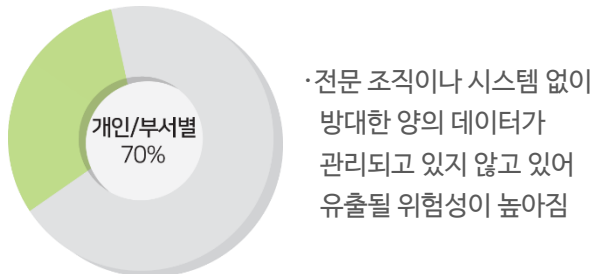 개인/부서별
70%
·전문 조직이나 시스템 없이
방대한 양의 데이터가
관리되고 있지 않고 있어
유출될 위험성이 높아짐